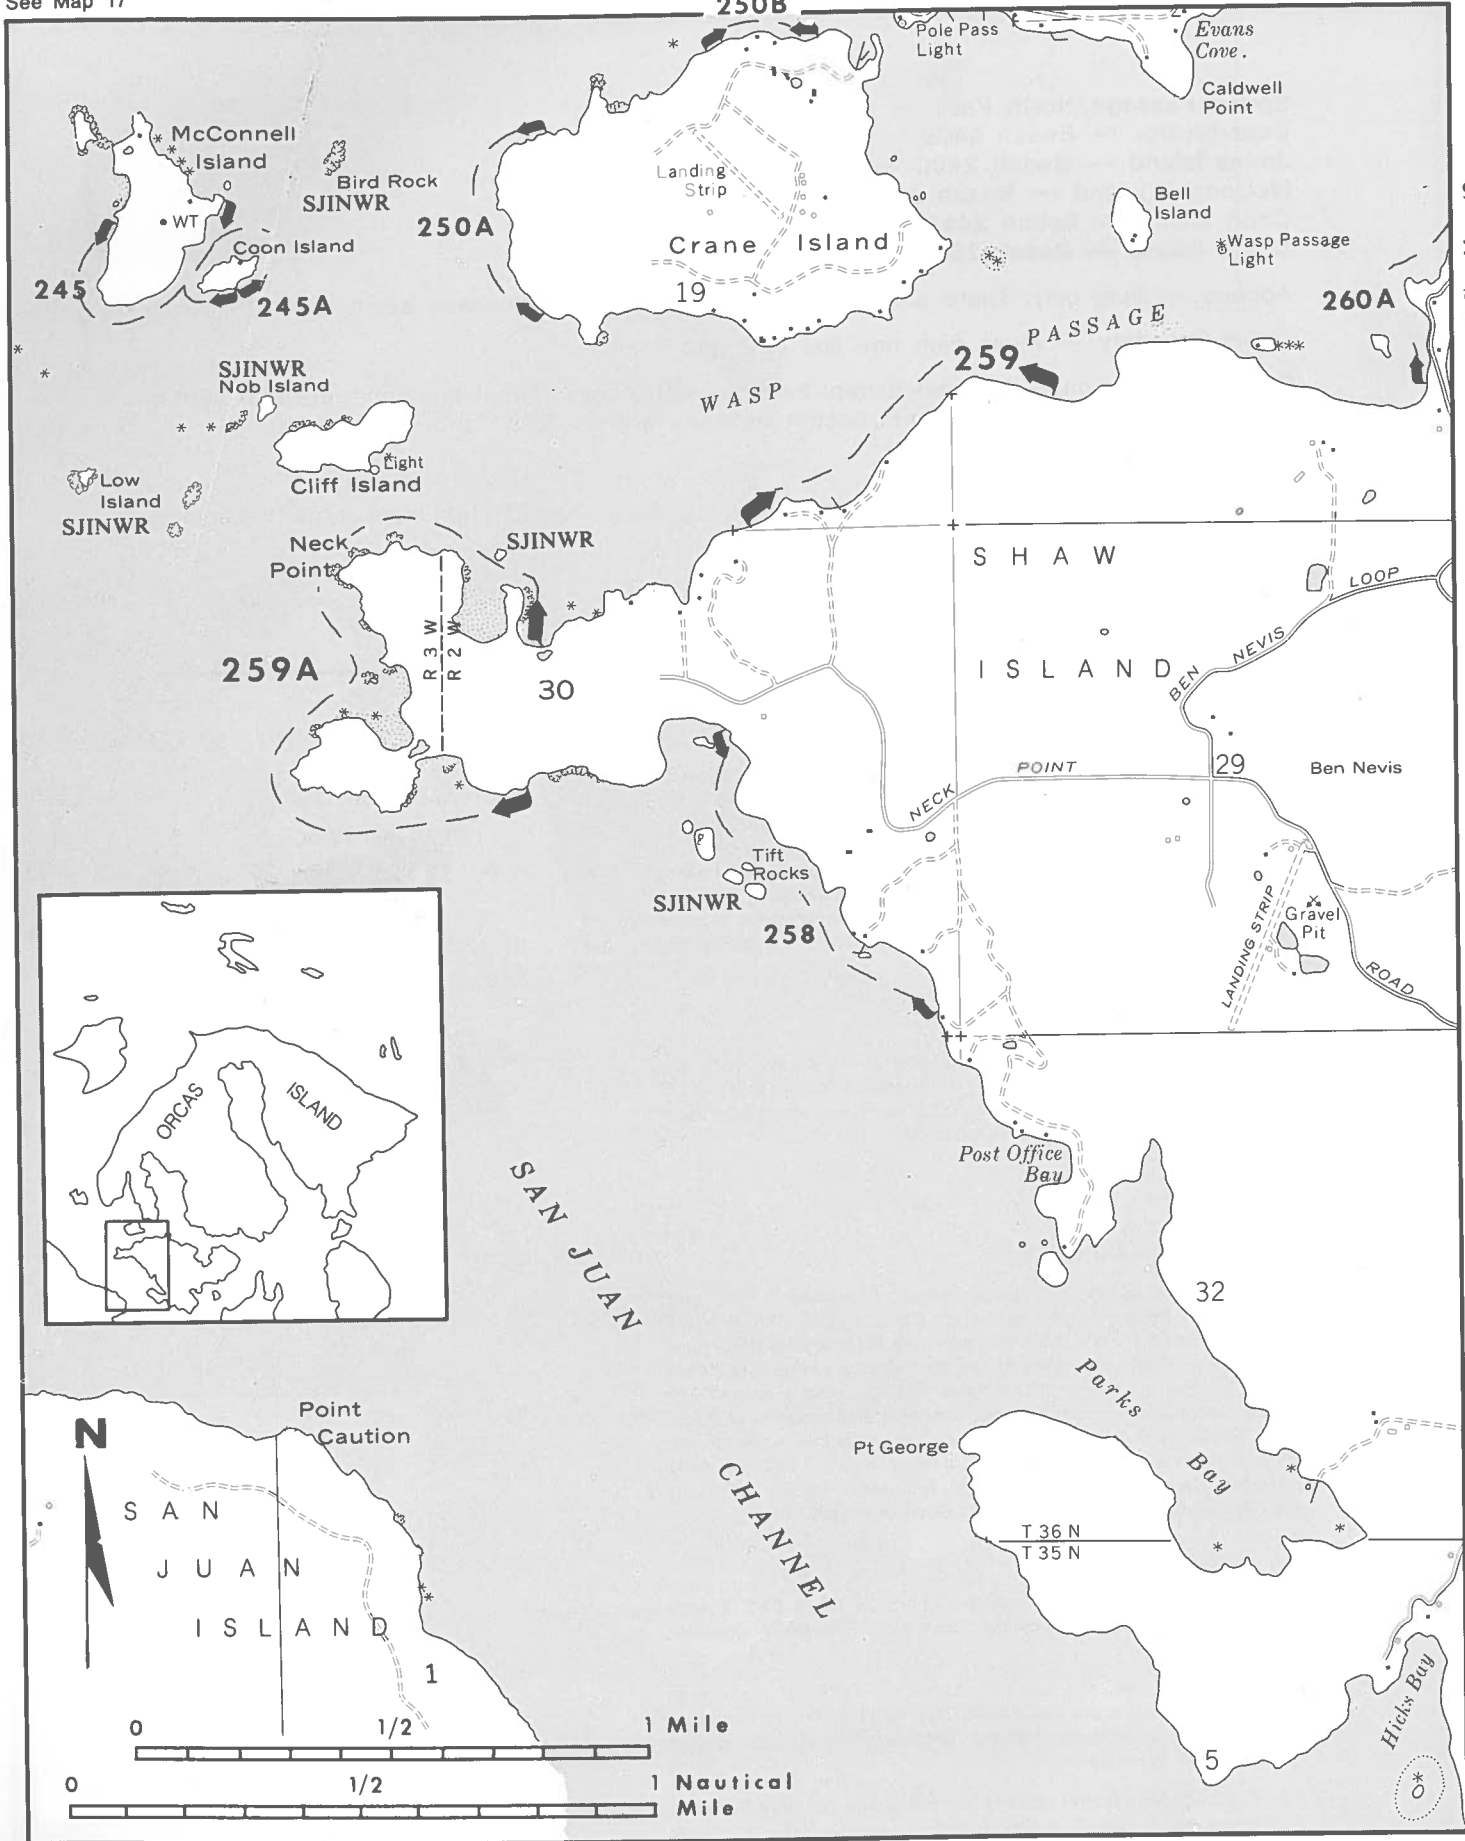 See Map 17
250B
Pole Pass
Light
Evans
Cove.
Caldwell
Point
McConnell
Island
Bird Rock
SJINWR
WT
Coon Island
245
245A
250A
Landing
Strip
Crane Island
19
Bell
Island
Wasp Passage
Light
260A
SJINWR
Nob Island
WASP PASSAGE
259
Light
Cliff Island
Low
Island
SJINWR
Neck
Point
SJINWR
SHAW
ISLAND
LOOP
NEVIS
BEN
R 3 W
R 2 W
259A
30
POINT
NECK
29
Ben Nevis
Tift
Rocks
SJINWR
258
LANDING STRIP
Gravel
Pit
ROAD
ORCAS
ISLAND
Post Office
Bay
SAN JUAN
32
Parks
Bay
Point
Caution
N
Pt George
CHANNEL
SAN
JUAN
ISLAND
T 36 N
T 35 N
1
Hicks Bay
5
0 1/2 1 Mile
0 1/2 1 Nautical
Mile